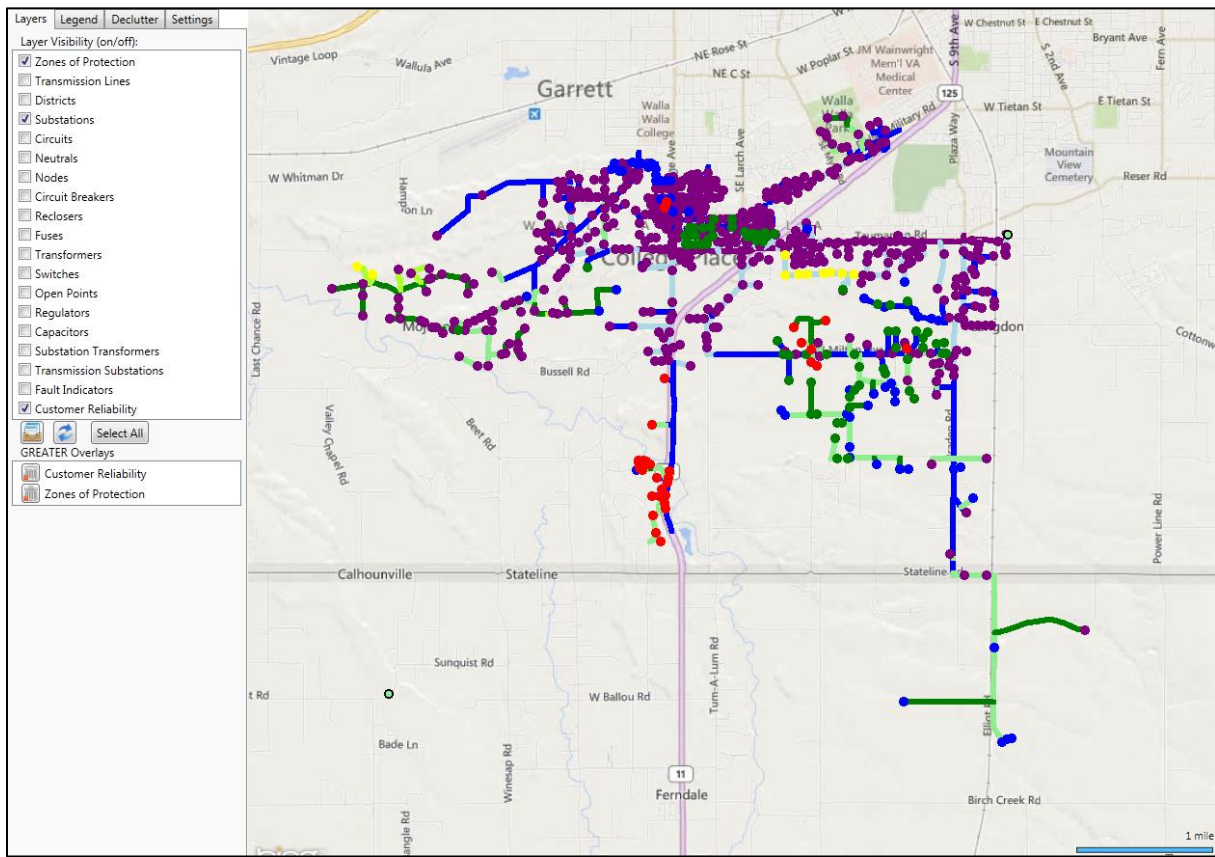 Layers Legend Declutter Settings
Layer Visibility (on/off):
Zones of Protection
Transmission Lines
Districts
Substations
Circuits
Neutrals
Nodes
Circuit Breakers
Reclosers
Fuses
Transformers
Switches
Open Points
Regulators
Capacitors
Substation Transformers
Transmission Substations
Fault Indicators
Customer Reliability
Select All
GREATER Overlays
Customer Reliability
Zones of Protection
Vintage Loop
Wallula Ave
NE Rose St
NE C St
W Poplar St
JM Wainwright
Mem'l VA
Medical
Center
S 9th Ave
W Chestnut St
E Chestnut St
Bryant Ave
S 2nd Ave
Fern Ave
Garrett
Walla
Walla
College
SE Larch Ave
Walla
Park
Military Rd
125
W Tietan St
E Tietan St
Plaza Way
Mountain
View
Cemetery
Reser Rd
W Whitman Dr
Last Chance Rd
Bussell Rd
Valley Chapel Rd
Beet Rd
Power Line Rd
Calhounville
Stateline
Stateline
Sunquist Rd
W Ballou Rd
Tum-A-Lum Rd
Elliot Rd
Bade Ln
Winesap Rd
11
Ferndale
Birch Creek Rd
1 mile